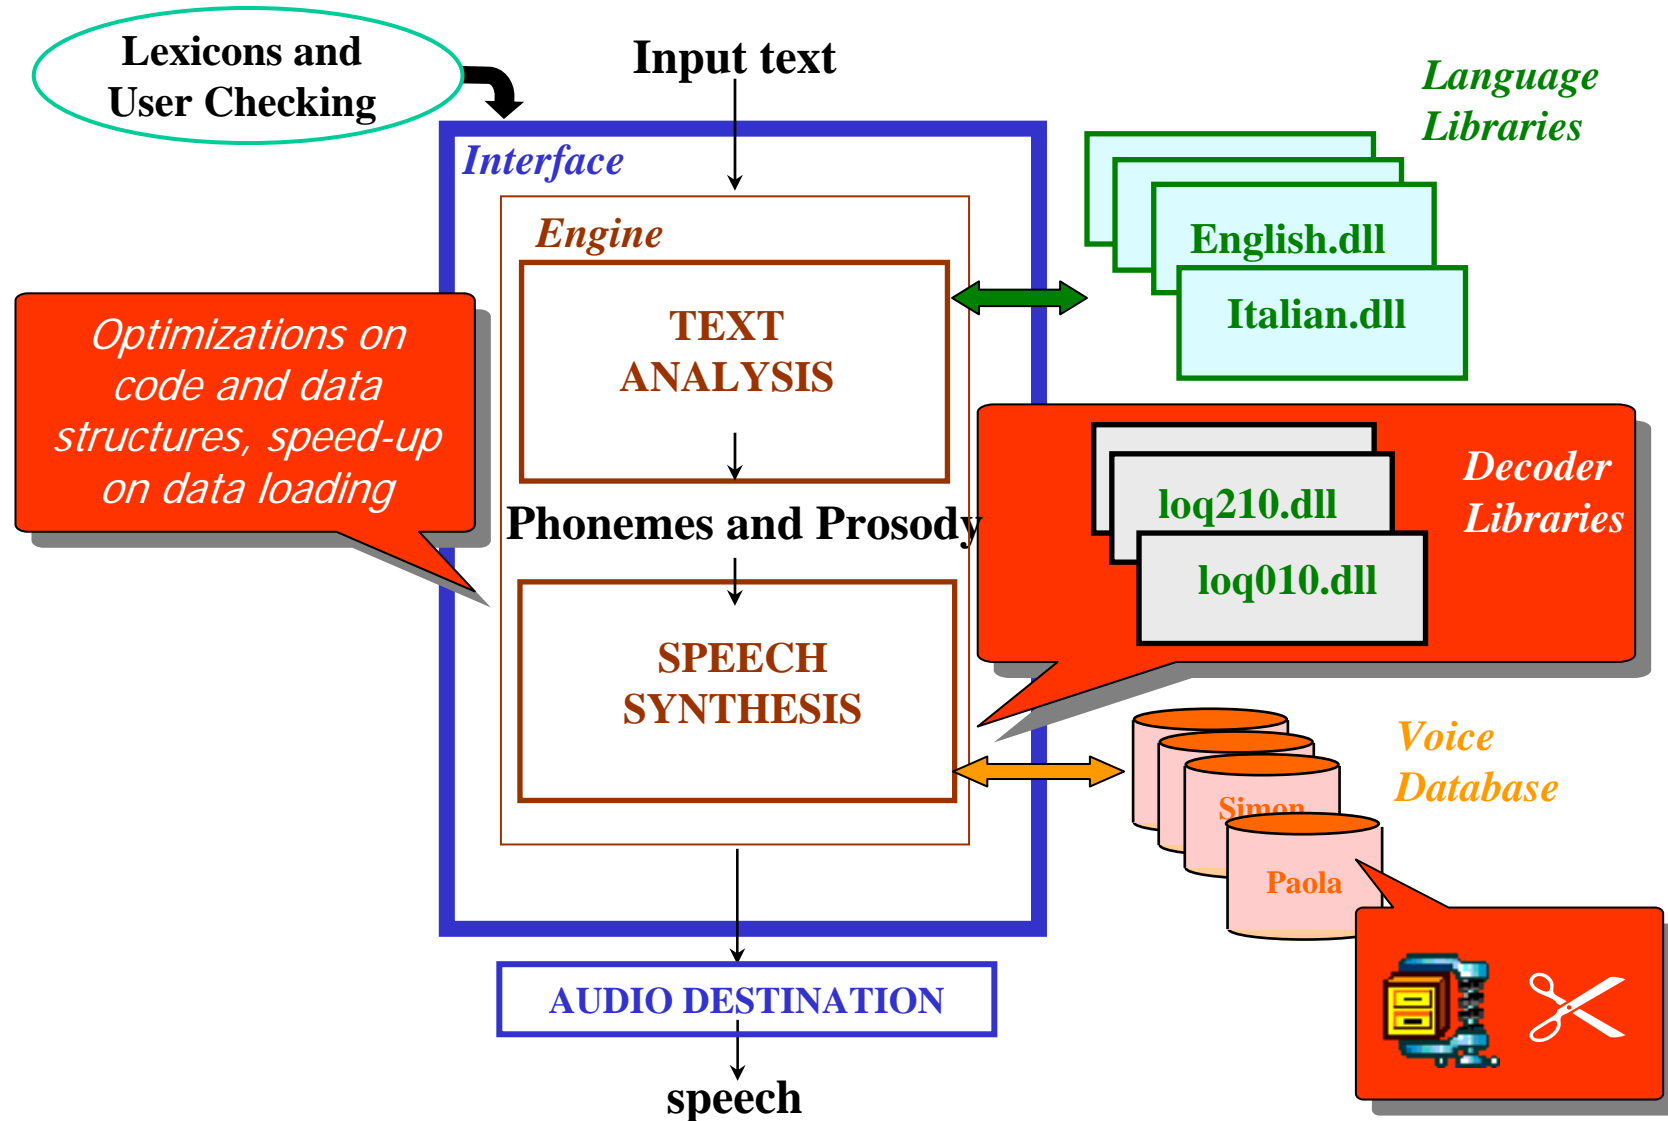 Lexicons and
User Checking
Input text
Language
Libraries
Interface
Engine
English.dll
Italian.dll
TEXT
ANALYSIS
Optimizations on
code and data
structures, speed-up
on data loading
Decoder
Libraries
loq210.dll
loq010.dll
Phonemes and Prosody
SPEECH
SYNTHESIS
Voice
Database
Simon
Paola
AUDIO DESTINATION
speech